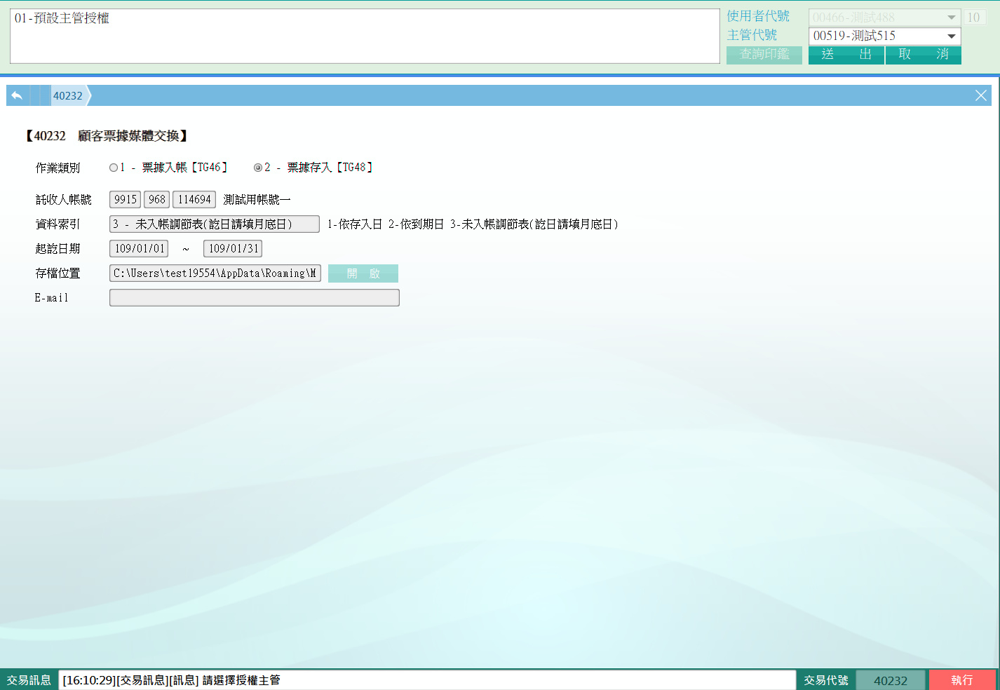 01-預設主管授權
使用者代號 00466-測試488 10
主管代號 00519-測試515
查詢印鑑 送 出 取 消
40232
【40232 顧客票據媒體交換】
作業類別 1 - 票據入帳【TG46】 2 - 票據存入【TG48】
託收人帳號 9915 968 114694 測試用帳號一
資料索引 3 - 未入帳調節表(訖日請填月底日) 1-依存入日 2-依到期日 3-未入帳調節表(訖日請填月底日)
起訖日期 109/01/01 ~ 109/01/31
存檔位置 C:\Users\test19554\AppData\Roaming\M 開 啟
E-mail
交易訊息 [16:10:29][交易訊息][訊息] 請選擇授權主管 交易代號 40232 執行